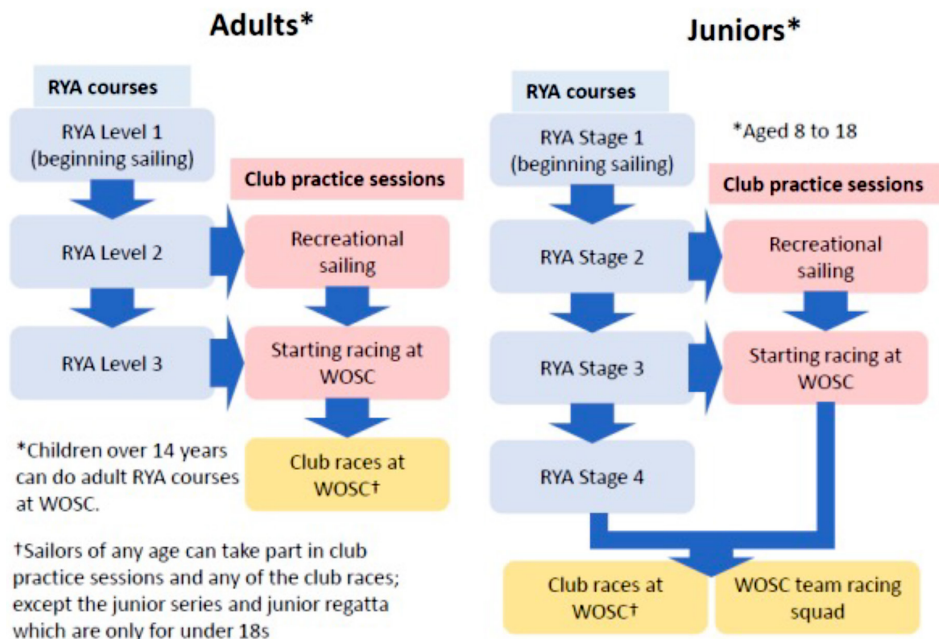 Adults*
RYA courses
RYA Level 1
(beginning sailing)
Club practice sessions
RYA Level 2
Recreational
sailing
RYA Level 3
Starting racing at
WOSC
*Children over 14 years
can do adult RYA courses
at WOSC.
Club races at
WOSC†
†Sailors of any age can take part in club
practice sessions and any of the club races;
except the junior series and junior regatta
which are only for under 18s
Juniors*
RYA courses
RYA Stage 1
(beginning sailing)
*Aged 8 to 18
Club practice sessions
RYA Stage 2
Recreational
sailing
RYA Stage 3
Starting racing at
WOSC
RYA Stage 4
Club races at
WOSC†
WOSC team racing
squad